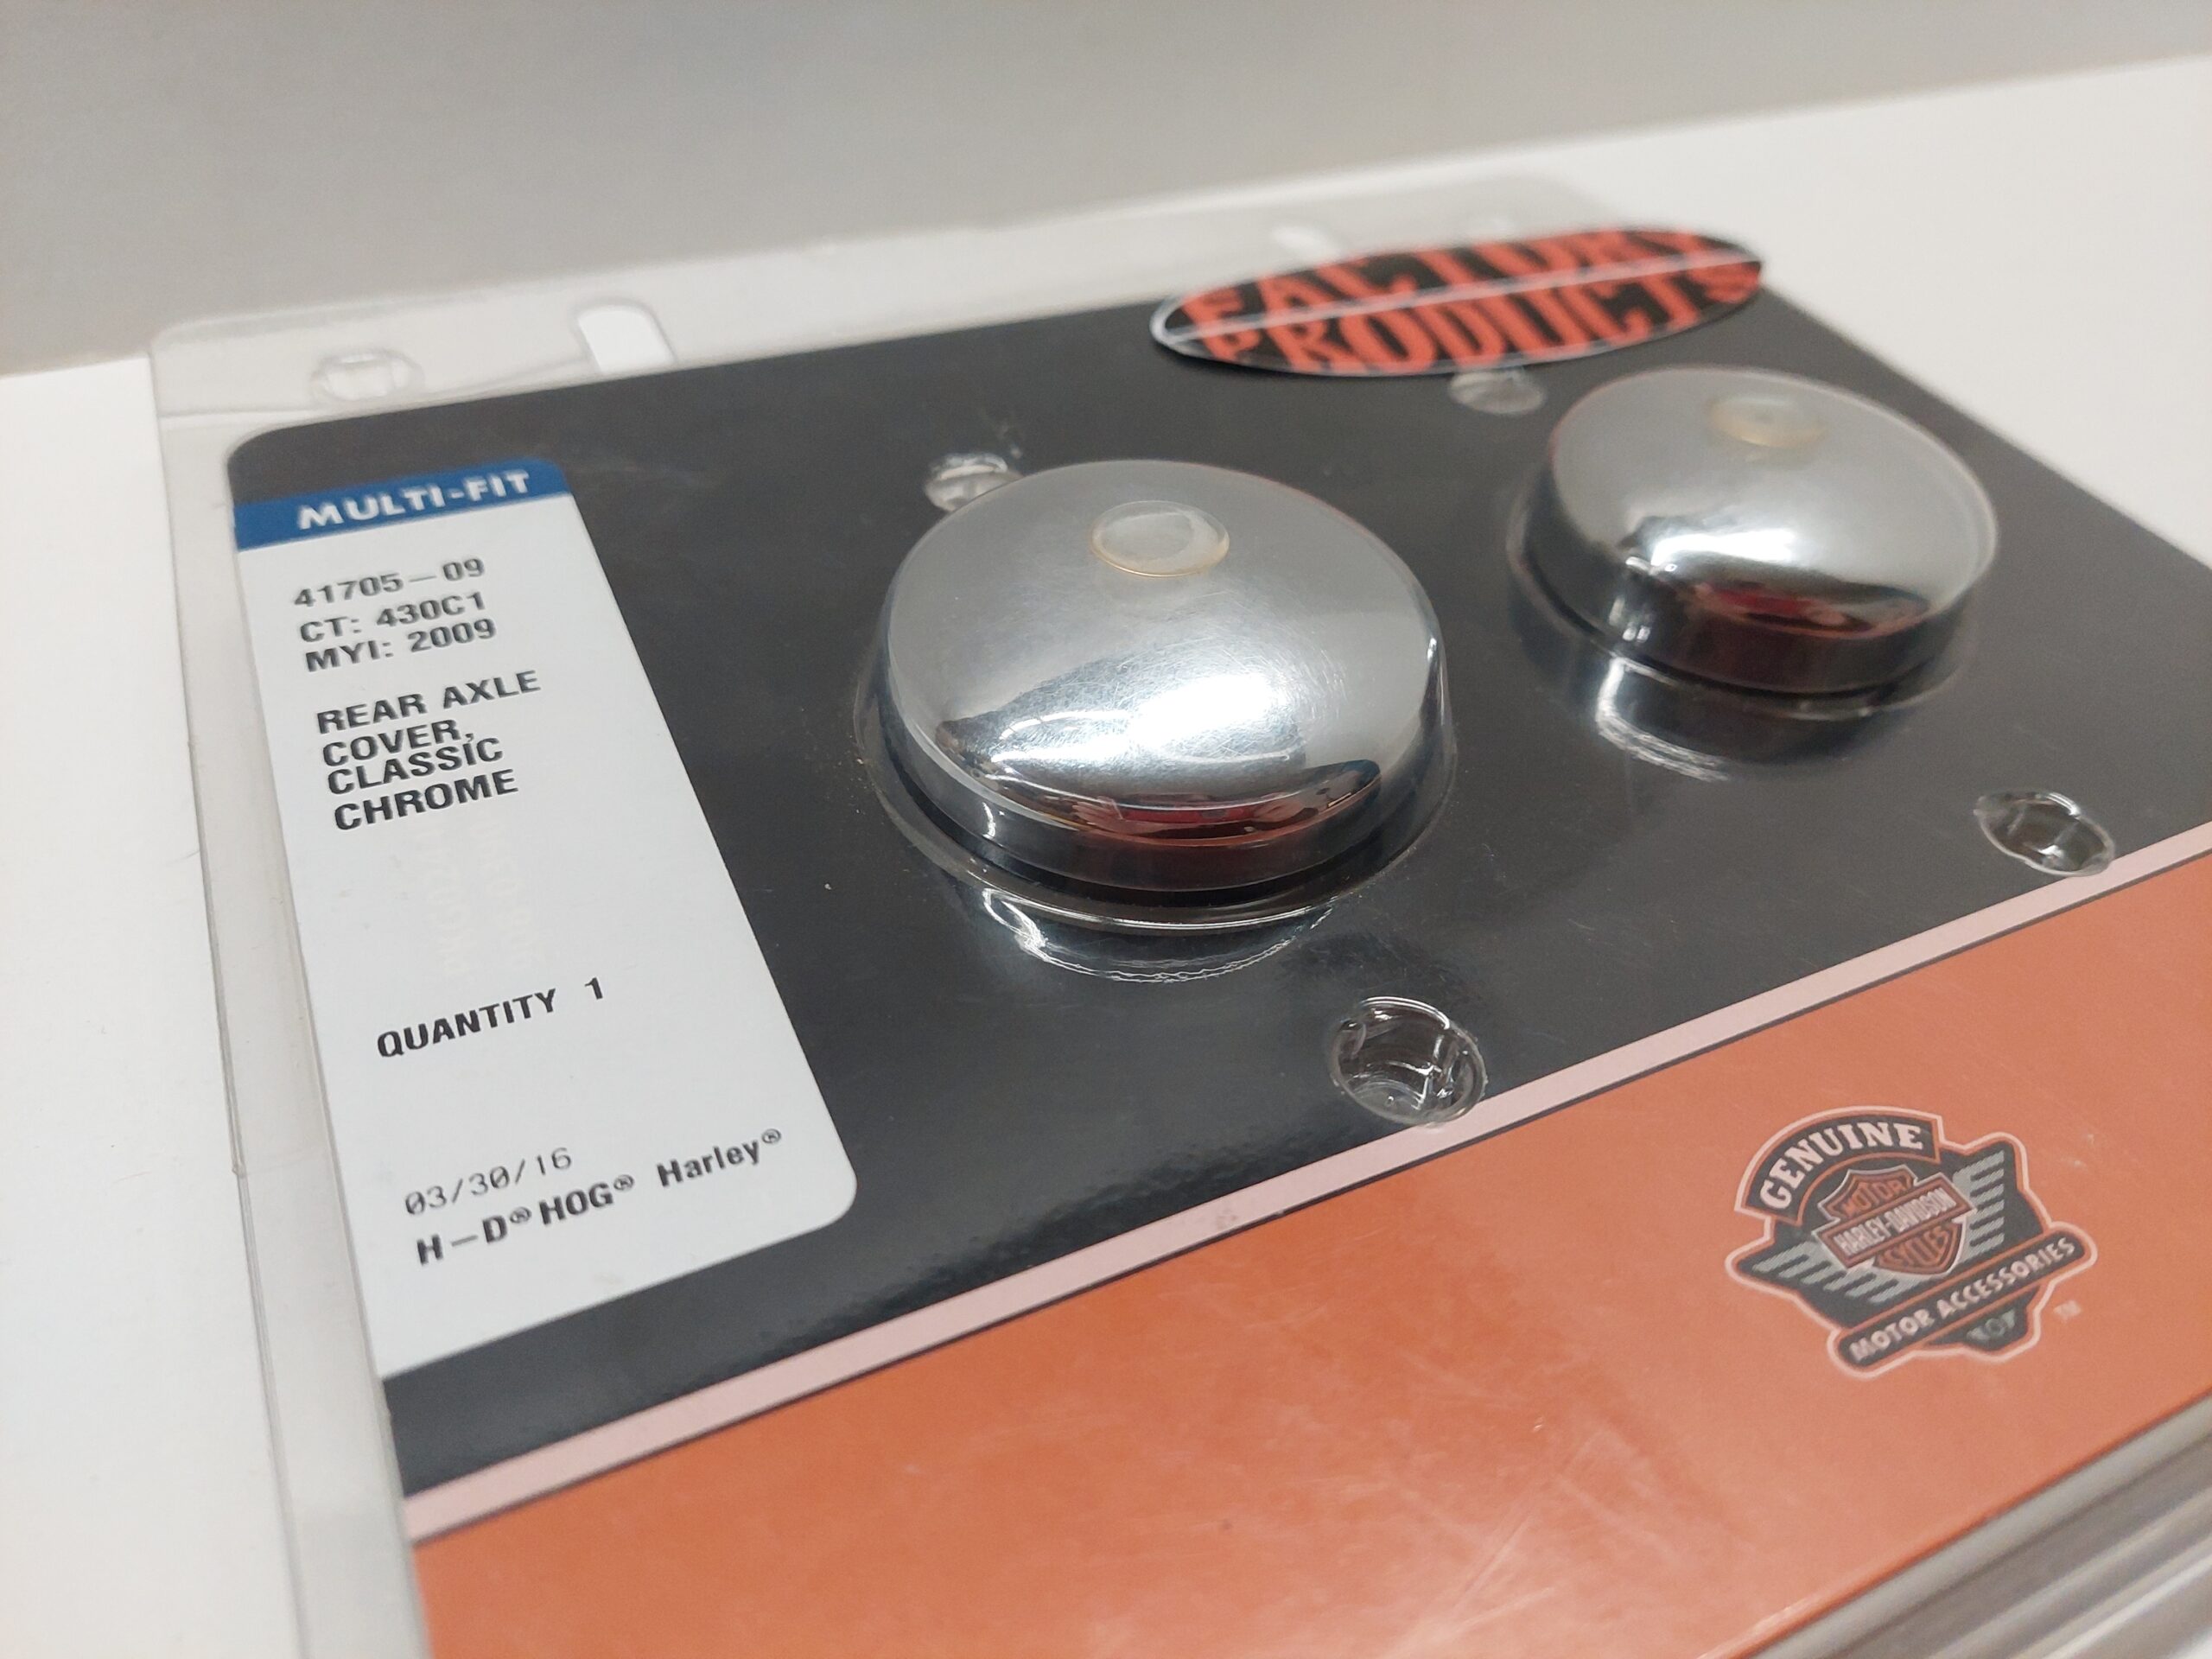 FACTORY
PRODUCTS
MULTI-FIT
41705-09
CT: 430C1
MYI: 2009
REAR AXLE
COVER,
CLASSIC
CHROME
QUANTITY 1
03/30/16
H-D® HOG® Harley®
GENUINE
MOTOR
HARLEY-DAVIDSON
CYCLES
MOTOR ACCESSORIES
TM